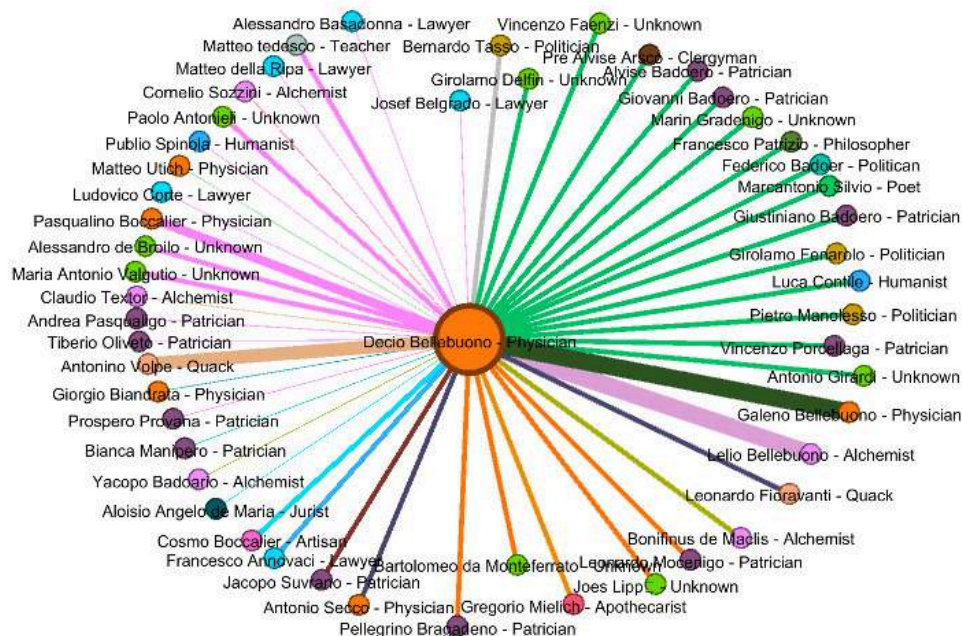 Alessandro Basadonna - Lawyer
Vincenzo Faenzi - Unknown
Matteo tedesco - Teacher
Bernardo Tasso - Politician
Pre Alvise Arsco - Clergyman
Matteo della Ripa - Lawyer
Girolamo Delfin - Unknown
Alvise Badoero - Patrician
Cornelio Sozzini - Alchemist
Josef Belgrado - Lawyer
Giovanni Badoero - Patrician
Paolo Antonieli - Unknown
Marin Gradenigo - Unknown
Publio Spinola - Humanist
Francesco Patrizio - Philosopher
Matteo Utich - Physician
Federico Badoer - Politican
Ludovico Corte - Lawyer
Marcantonio Silvio - Poet
Pasqualino Boccalier - Physician
Giustiniano Badoero - Patrician
Alessandro de Broilo - Unknown
Girolamo Fenarolo - Politician
Maria Antonio Valgutio - Unknown
Luca Contile - Humanist
Claudio Textor - Alchemist
Andrea Pasqualigo - Patrician
Pietro Manolesso - Politician
Tiberio Oliveto - Patrician
Decio Bellebuono - Physician
Vincenzo Porcellaga - Patrician
Antonino Volpe - Quack
Antonio Girardi - Unknown
Giorgio Biandrata - Physician
Galeno Bellebuono - Physician
Prospero Provana - Patrician
Bianca Manipero - Patrician
Lelio Bellebuono - Alchemist
Yacopo Badoario - Alchemist
Leonardo Fioravanti - Quack
Aloisio Angelo de Maria - Jurist
Cosmo Boccalier - Artisan
Bonifinus de Maclis - Alchemist
Francesco Annovaci - Lawyer
Bartolomeo da Monteferrato - Unknown
Leonardo Mocenigo - Patrician
Jacopo Suvrario - Patrician
Joes Lipp - Unknown
Antonio Secco - Physician
Gregorio Mielich - Apothecarist
Pellegrino Bragadeno - Patrician